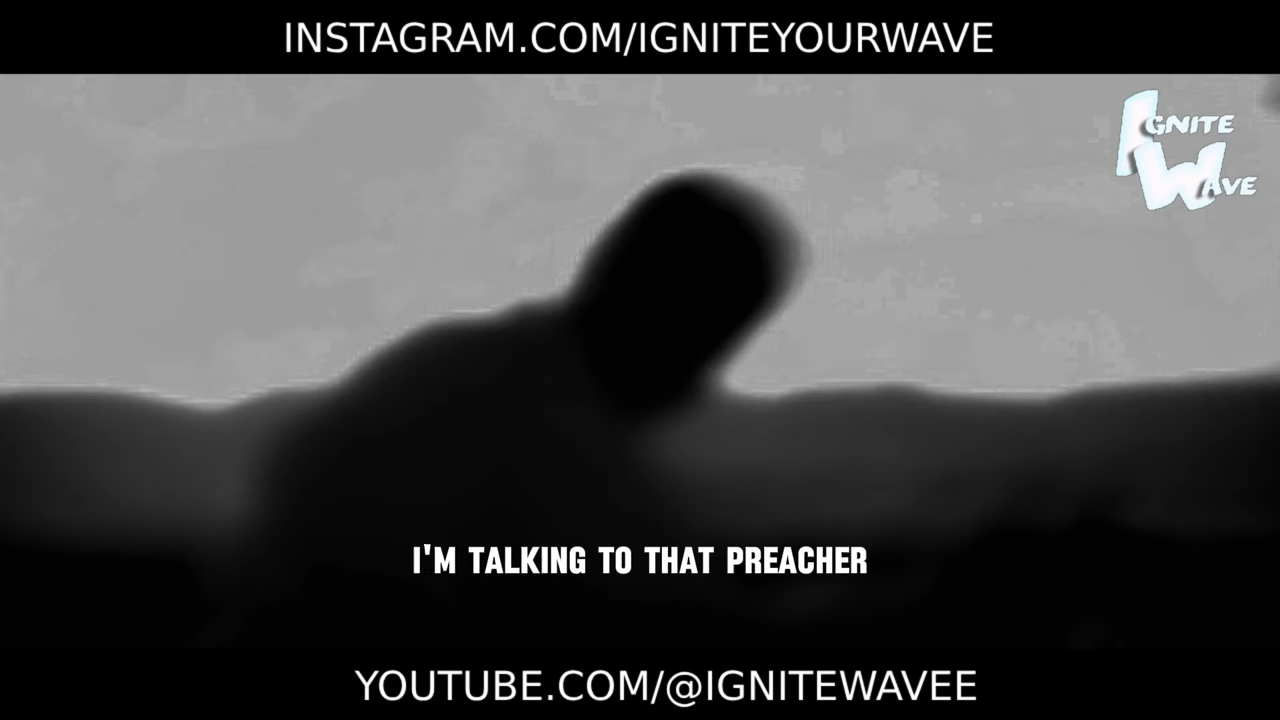 INSTAGRAM.COM/IGNITEYOURWAVE
IGNITE
WAVE
I'M TALKING TO THAT PREACHER
YOUTUBE.COM/@IGNITEWAVEE